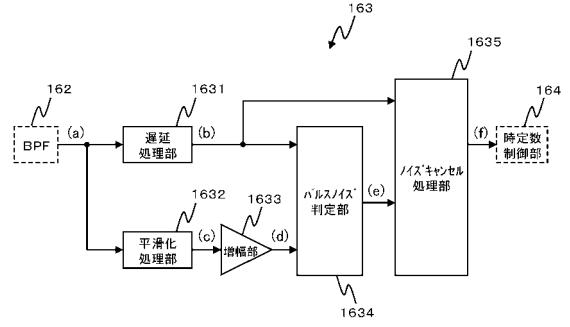 163
1635
162
1631
164
(a)
(b)
(f)
BPF
遅延
処理部
時定数
制御部
ﾉｲｽﾞｷｬﾝｾﾙ
処理部
ﾊﾟﾙｽﾉｲｽﾞ
判定部
(e)
1632
1633
(c)
(d)
平滑化
処理部
増幅部
1634